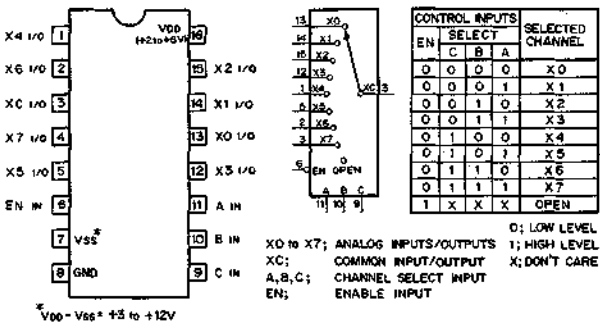 VDD
(+2to+6V)
X4 I/O 1
16
X6 I/O 2
15 X2 I/O
XC I/O 3
14 X1 I/O
X7 I/O 4
13 X0 I/O
X5 I/O 5
12 X3 I/O
EN IN 6
11 A IN
7 VSS*
10 B IN
8 GND
9 C IN
*VDD - VSS = +3 to +12V
13 X0
14 X1
15 X2
12 X3
1 X4
5 X5
2 X6
3 X7
XC 3
6 EN OPEN
A B C
11 10 9
CONTROL INPUTS SELECTED CHANNEL
EN SELECT
C B A
0 0 0 0 X0
0 0 0 1 X1
0 0 1 0 X2
0 0 1 1 X3
0 1 0 0 X4
0 1 0 1 X5
0 1 1 0 X6
0 1 1 1 X7
1 X X X OPEN
0; LOW LEVEL
1; HIGH LEVEL
X; DON'T CARE
X0 to X7; ANALOG INPUTS/OUTPUTS
XC; COMMON INPUT/OUTPUT
A,B,C; CHANNEL SELECT INPUT
EN; ENABLE INPUT